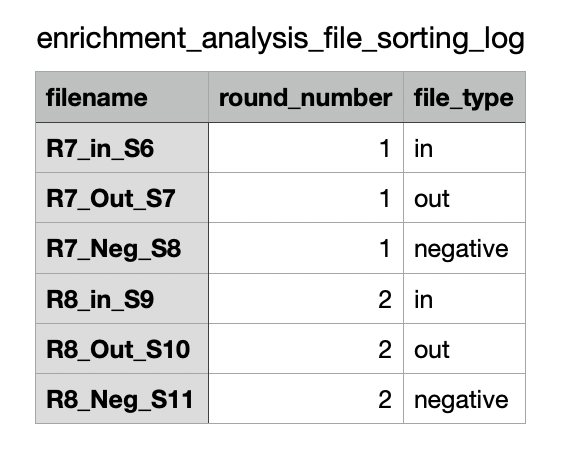 enrichment_analysis_file_sorting_log
filename round_number file_type
R7_in_S6 1 in
R7_Out_S7 1 out
R7_Neg_S8 1 negative
R8_in_S9 2 in
R8_Out_S10 2 out
R8_Neg_S11 2 negative